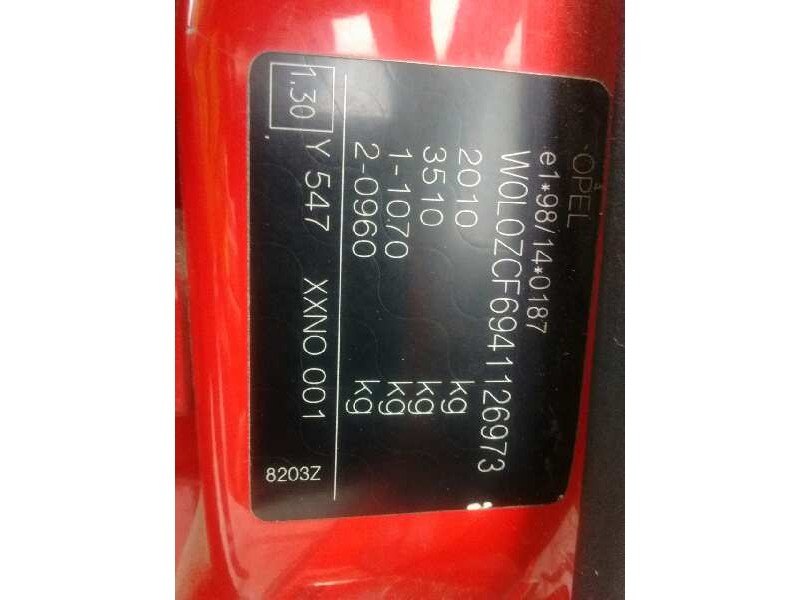 OPEL
e1*98/14*0187
W0L0ZCF6941126973
2010 kg
3510 kg
1-1070 kg
2-0960 kg
1.30 Y 547 XXNO 001
8203Z